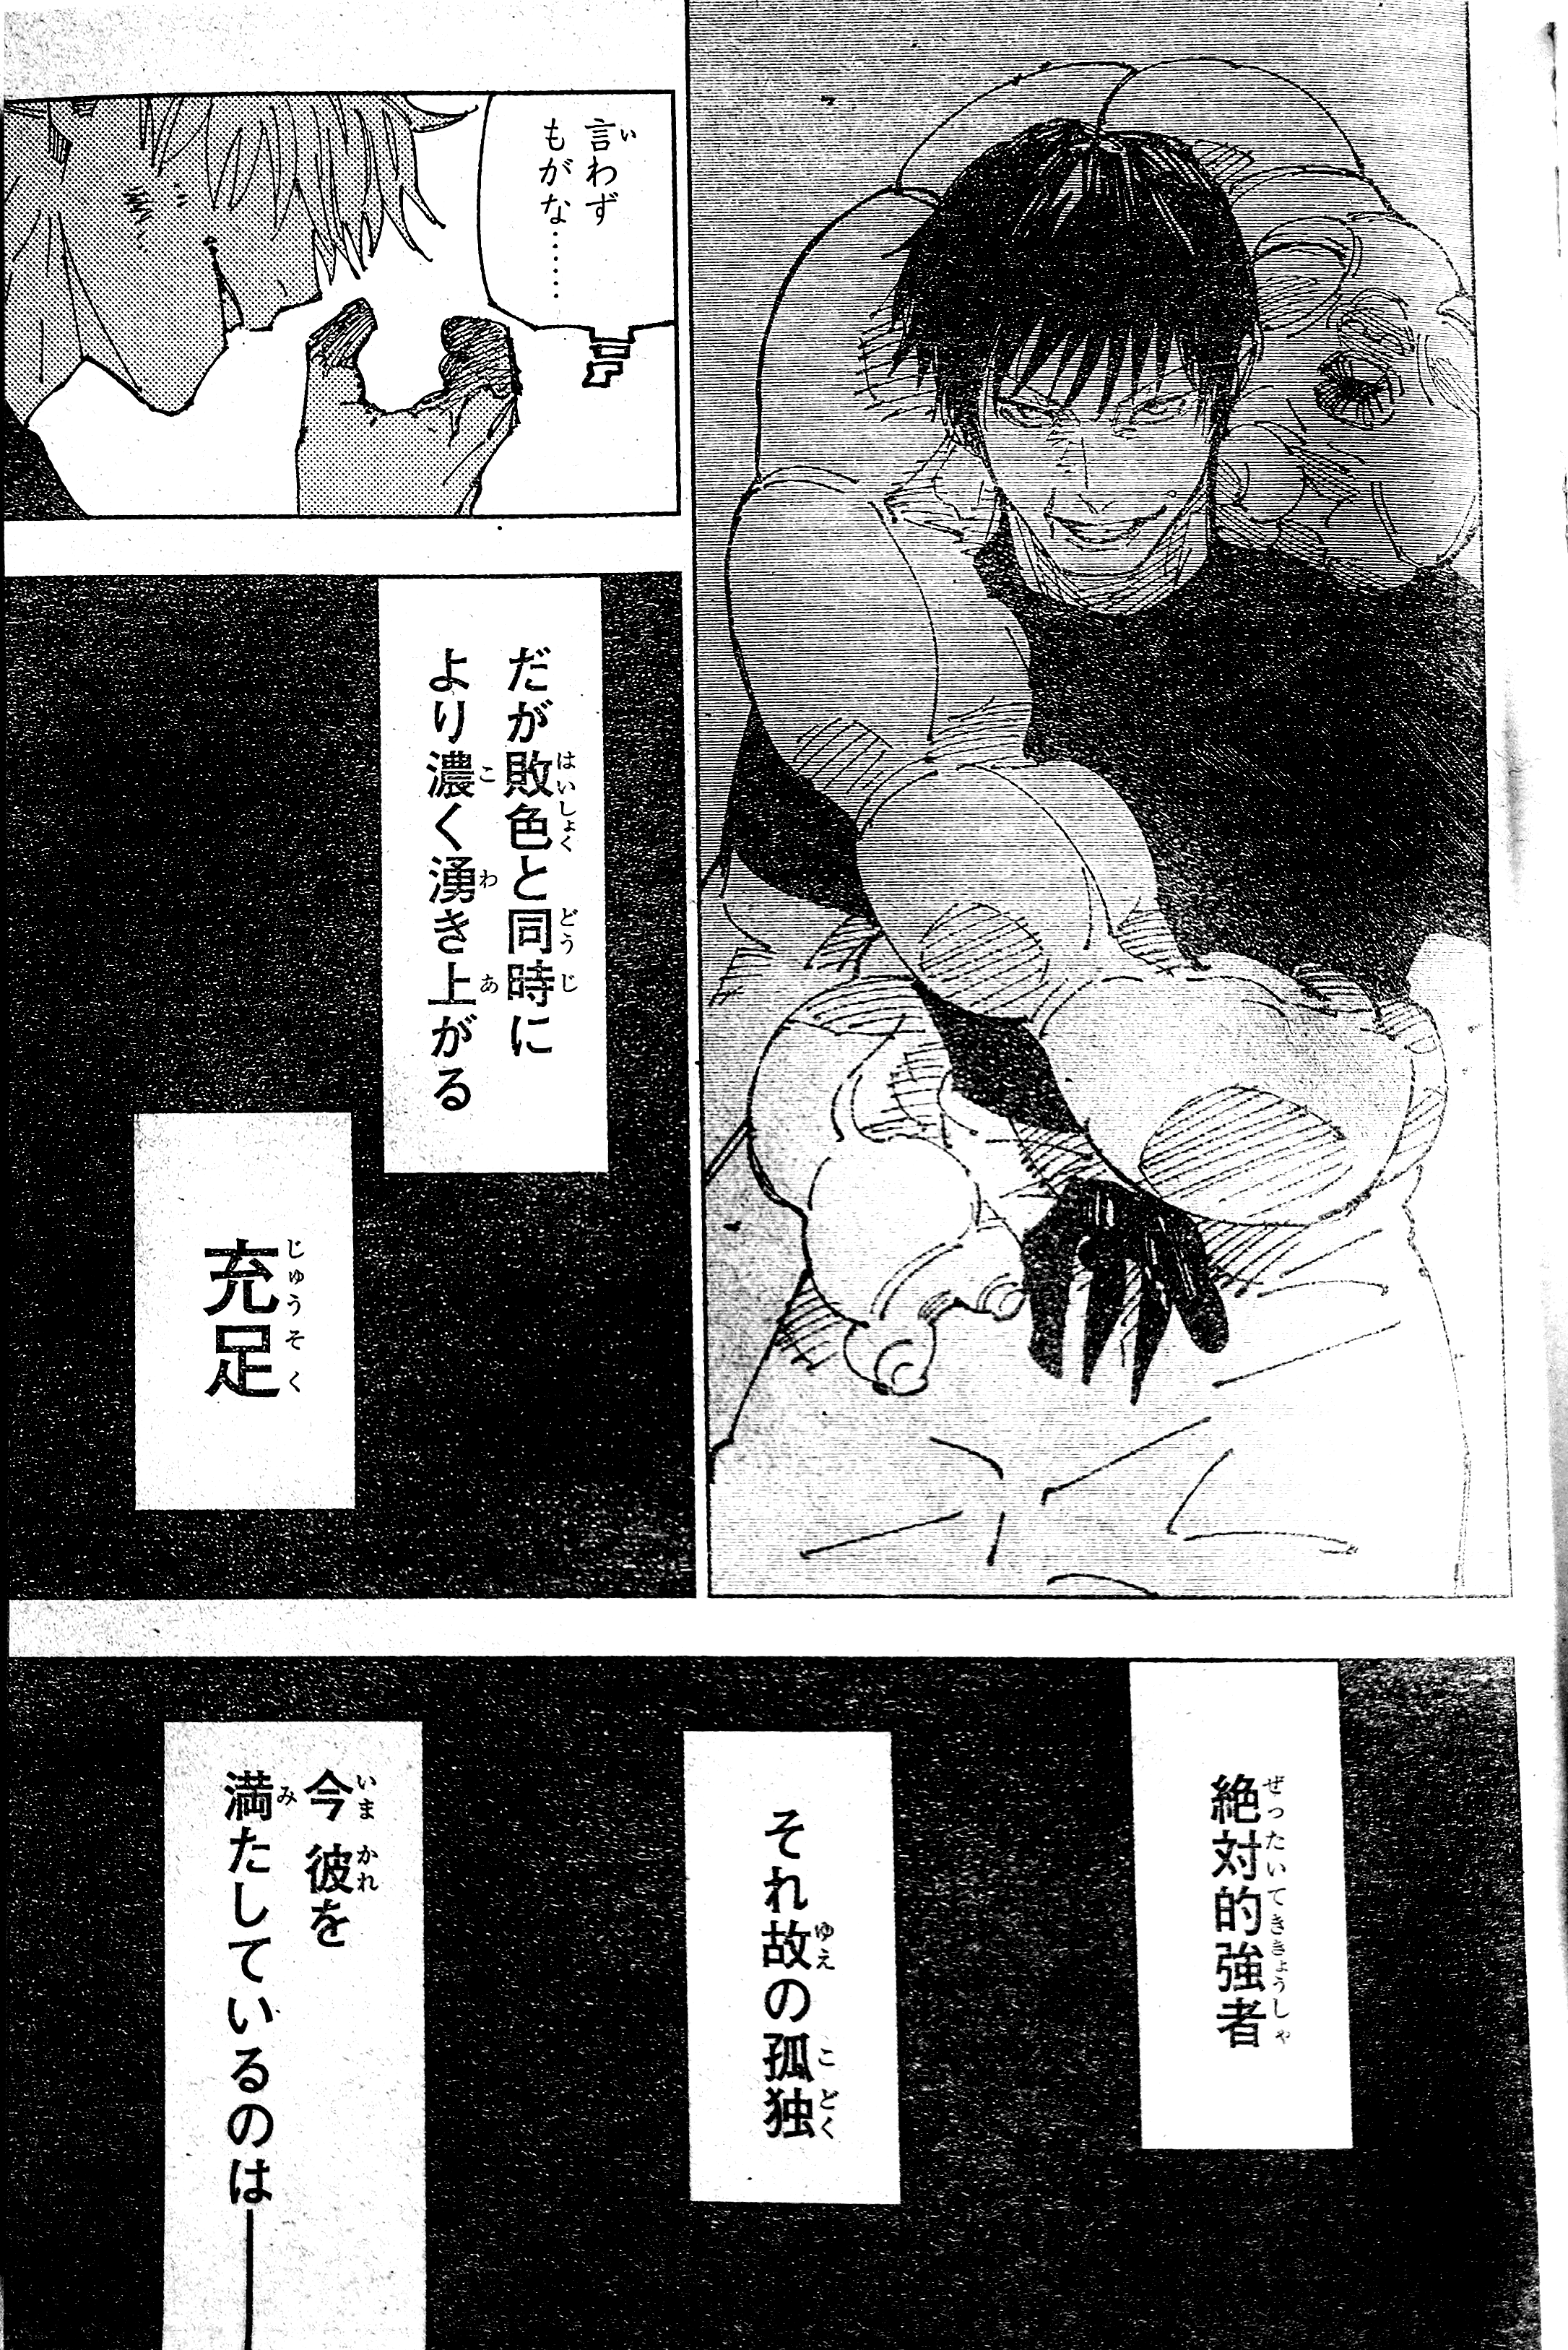 言わず
もがな………
だが敗色と同時に
より濃く湧き上がる
充足
絶対的強者
それ故の孤独
今 彼を
満たしているのは——